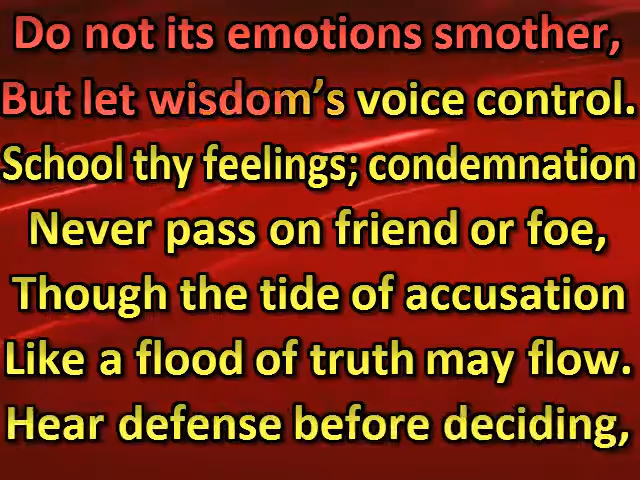 Do not its emotions smother,
But let wisdom’s voice control.
School thy feelings; condemnation
Never pass on friend or foe,
Though the tide of accusation
Like a flood of truth may flow.
Hear defense before deciding,